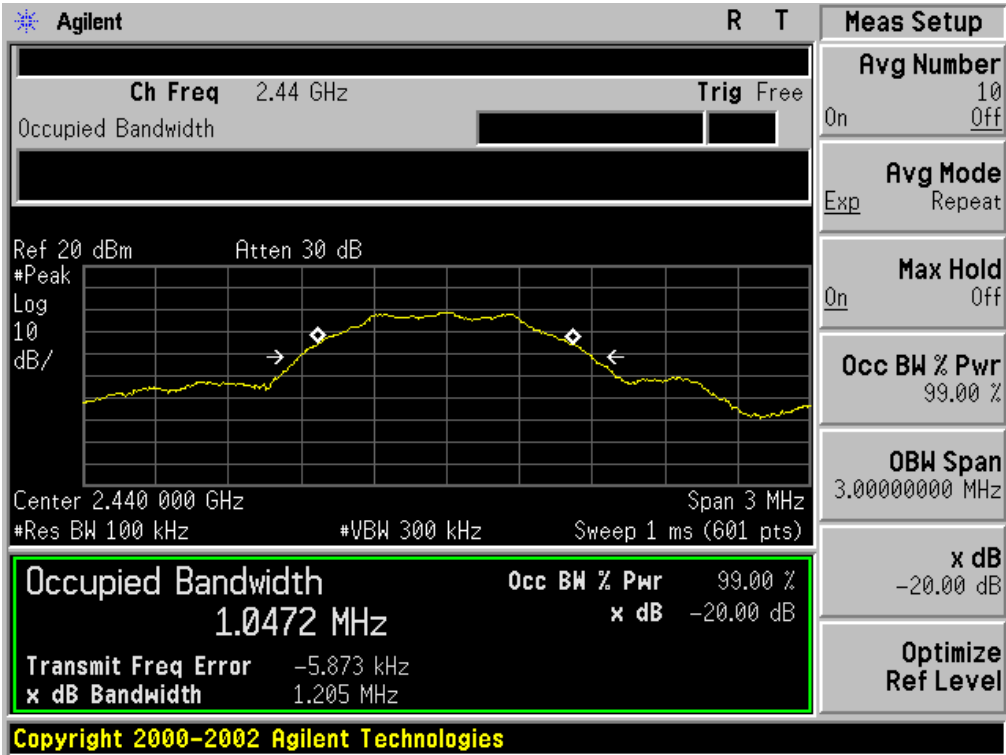 Agilent R T
Ch Freq 2.44 GHz Trig Free
Occupied Bandwidth
Ref 20 dBm Atten 30 dB
#Peak
Log
10
dB/
Center 2.440 000 GHz Span 3 MHz
#Res BW 100 kHz #VBW 300 kHz Sweep 1 ms (601 pts)
Occupied Bandwidth Occ BW % Pwr 99.00 %
1.0472 MHz x dB -20.00 dB
Transmit Freq Error -5.873 kHz
x dB Bandwidth 1.205 MHz
Copyright 2000-2002 Agilent Technologies
Meas Setup
Avg Number
10
On Off
Avg Mode
Exp Repeat
Max Hold
On Off
Occ BW % Pwr
99.00 %
OBW Span
3.00000000 MHz
x dB
-20.00 dB
Optimize
Ref Level